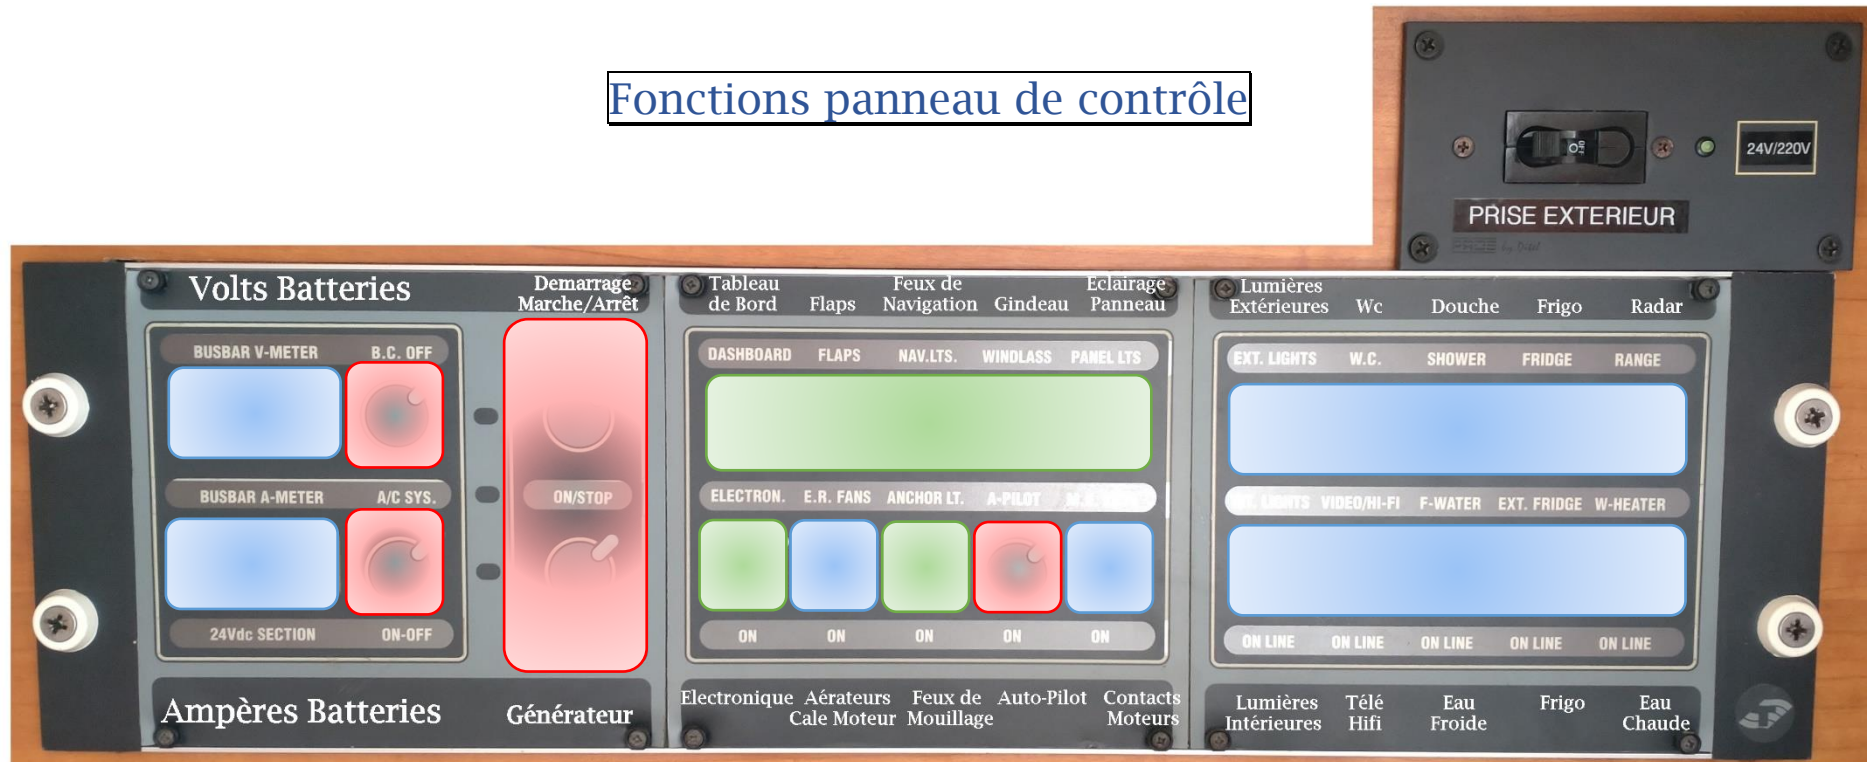 Fonctions panneau de contrôle
24V/220V
OFF
PRISE EXTERIEUR
Volts Batteries
Demarrage
Marche/Arrêt
Tableau
de Bord
Flaps
Feux de
Navigation
Gindeau
Eclairage
Panneau
Lumières
Extérieures
Wc
Douche
Frigo
Radar
BUSBAR V-METER B.C. OFF
DASHBOARD FLAPS NAV.LTS. WINDLASS PANEL LTS
EXT. LIGHTS W.C. SHOWER FRIDGE RANGE
BUSBAR A-METER A/C SYS.
ON/STOP
ELECTRON. E.R. FANS ANCHOR LT. A-PILOT
LIGHTS VIDEO/HI-FI F-WATER EXT. FRIDGE W-HEATER
24Vdc SECTION ON-OFF
ON ON ON ON ON
ON LINE ON LINE ON LINE ON LINE ON LINE
Ampères Batteries
Générateur
Electronique
Aérateurs
Cale Moteur
Feux de
Mouillage
Auto-Pilot
Contacts
Moteurs
Lumières
Intérieures
Télé
Hifi
Eau
Froide
Frigo
Eau
Chaude